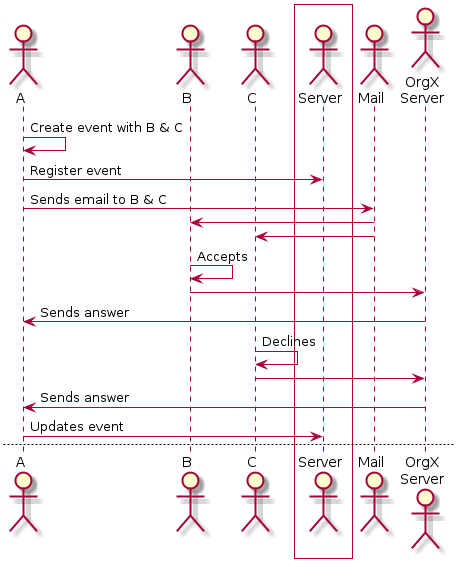 A
B
C
Server
Mail
OrgX
Server
Create event with B & C
Register event
Sends email to B & C
Accepts
Sends answer
Declines
Sends answer
Updates event
A
B
C
Server
Mail
OrgX
Server